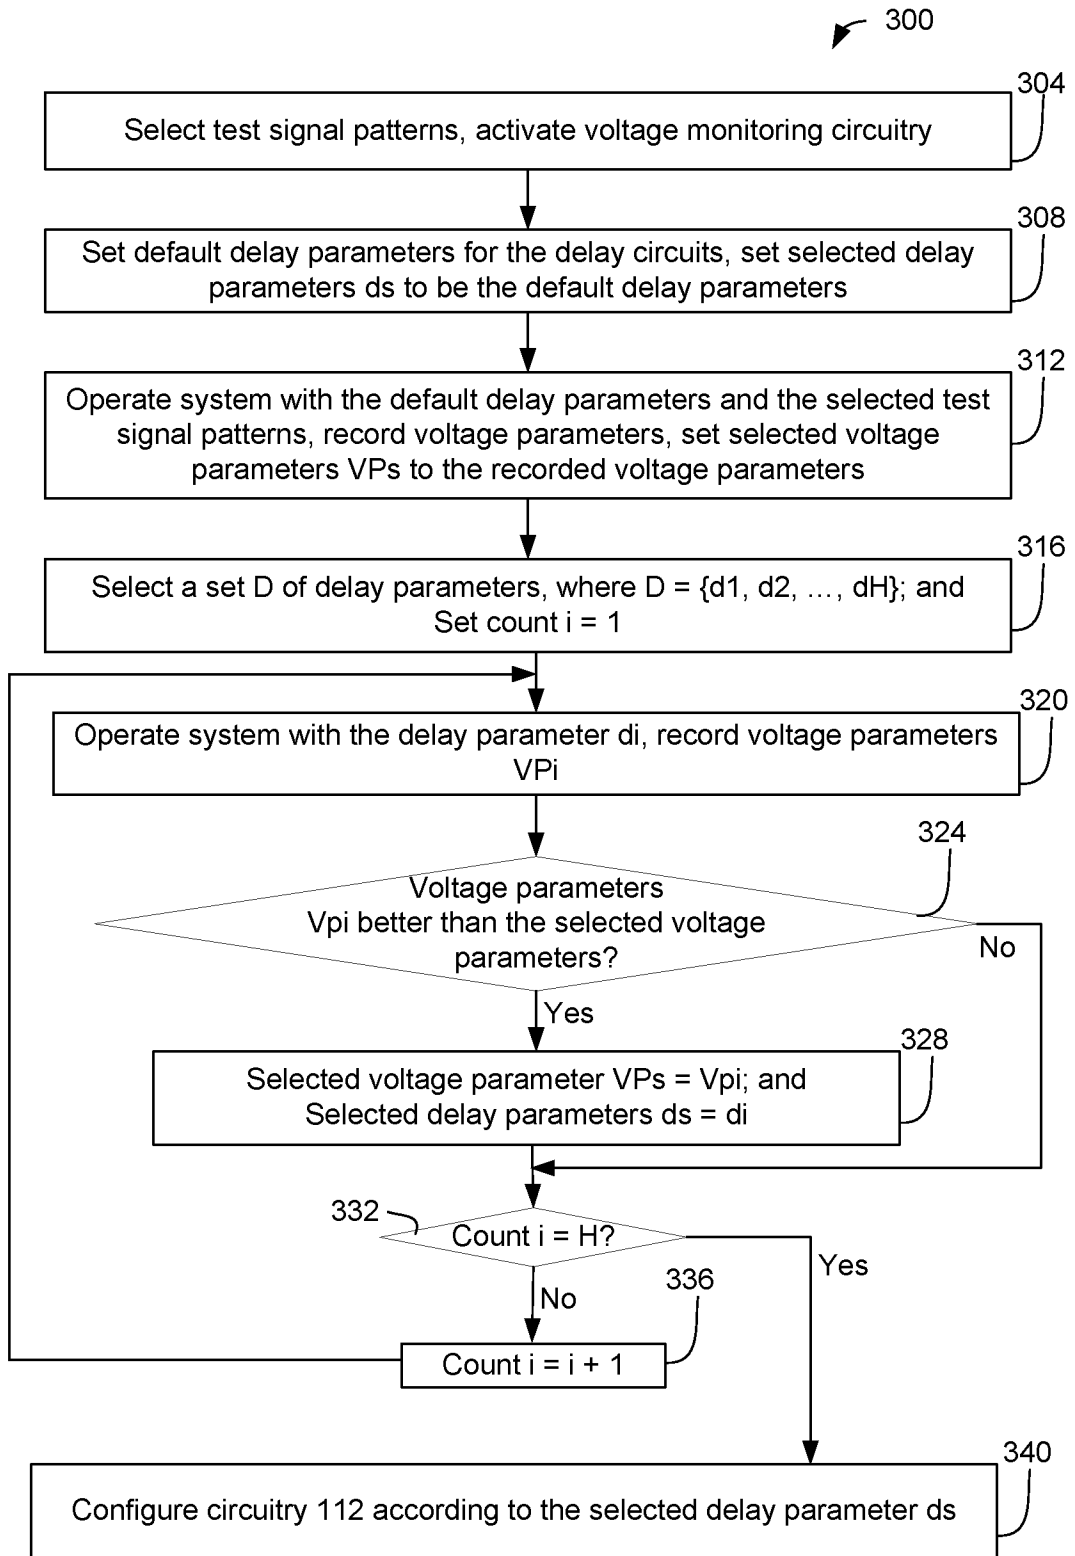 300
304
Select test signal patterns, activate voltage monitoring circuitry
308
Set default delay parameters for the delay circuits, set selected delay
parameters ds to be the default delay parameters
312
Operate system with the default delay parameters and the selected test
signal patterns, record voltage parameters, set selected voltage
parameters VPs to the recorded voltage parameters
316
Select a set D of delay parameters, where D = {d1, d2, …, dH}; and
Set count i = 1
320
Operate system with the delay parameter di, record voltage parameters
VPi
324
Voltage parameters
Vpi better than the selected voltage
parameters?
No
Yes
328
Selected voltage parameter VPs = Vpi; and
Selected delay parameters ds = di
332
Count i = H?
Yes
No
336
Count i = i + 1
340
Configure circuitry 112 according to the selected delay parameter ds